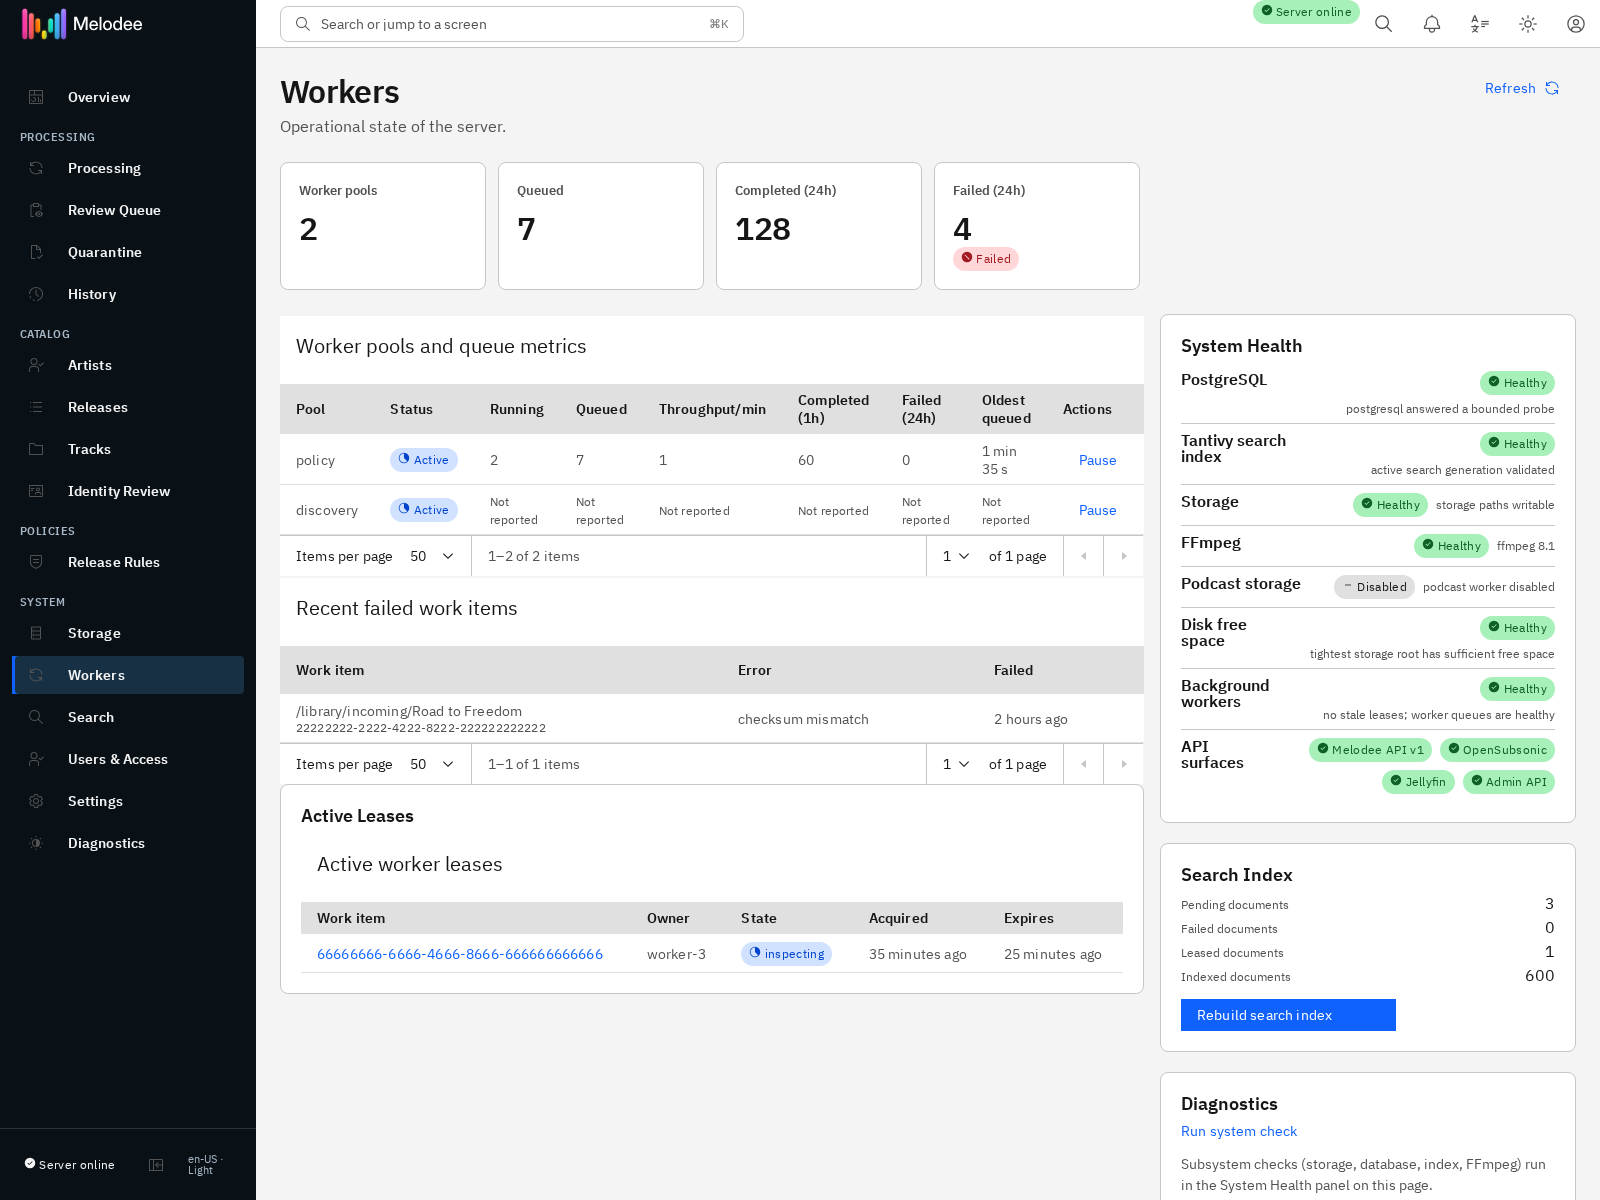 Melodee
Search or jump to a screen
⌘K
Server online
Overview
PROCESSING
Processing
Review Queue
Quarantine
History
CATALOG
Artists
Releases
Tracks
Identity Review
POLICIES
Release Rules
SYSTEM
Storage
Workers
Search
Users & Access
Settings
Diagnostics
Server online
en-US ·
Light
Workers
Operational state of the server.
Refresh
Worker pools
2
Queued
7
Completed (24h)
128
Failed (24h)
4
Failed
Worker pools and queue metrics
Pool Status Running Queued Throughput/min Completed (1h) Failed (24h) Oldest queued Actions
policy Active 2 7 1 60 0 1 min 35 s Pause
discovery Active Not reported Not reported Not reported Not reported Not reported Not reported Pause
Items per page 50 1–2 of 2 items 1 of 1 page
Recent failed work items
Work item Error Failed
/library/incoming/Road to Freedom
22222222-2222-4222-8222-222222222222
checksum mismatch 2 hours ago
Items per page 50 1–1 of 1 items 1 of 1 page
Active Leases
Active worker leases
Work item Owner State Acquired Expires
66666666-6666-4666-8666-666666666666 worker-3 inspecting 35 minutes ago 25 minutes ago
System Health
PostgreSQL Healthy
postgresql answered a bounded probe
Tantivy search index Healthy
active search generation validated
Storage Healthy storage paths writable
FFmpeg Healthy ffmpeg 8.1
Podcast storage Disabled podcast worker disabled
Disk free space Healthy
tightest storage root has sufficient free space
Background workers Healthy
no stale leases; worker queues are healthy
API surfaces Melodee API v1 OpenSubsonic
Jellyfin Admin API
Search Index
Pending documents 3
Failed documents 0
Leased documents 1
Indexed documents 600
Rebuild search index
Diagnostics
Run system check
Subsystem checks (storage, database, index, FFmpeg) run
in the System Health panel on this page.